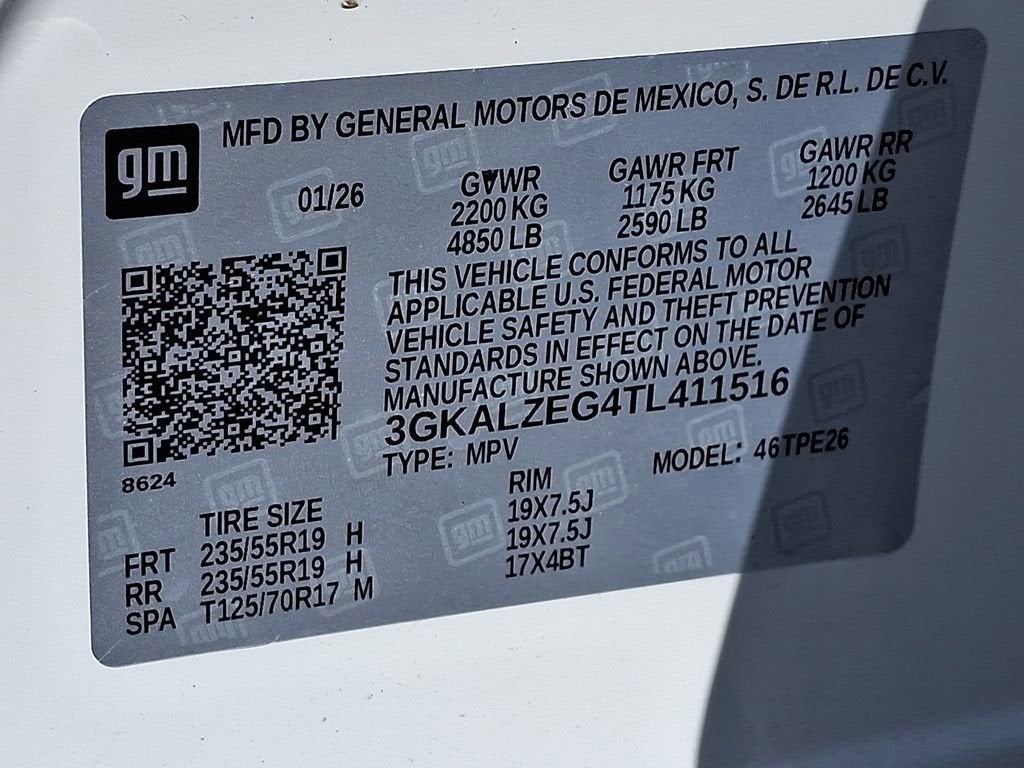 gm
MFD BY GENERAL MOTORS DE MEXICO, S. DE R.L. DE C.V.
01/26
GVWR GAWR FRT GAWR RR
2200 KG 1175 KG 1200 KG
4850 LB 2590 LB 2645 LB
THIS VEHICLE CONFORMS TO ALL
APPLICABLE U.S. FEDERAL MOTOR
VEHICLE SAFETY AND THEFT PREVENTION
STANDARDS IN EFFECT ON THE DATE OF
MANUFACTURE SHOWN ABOVE.
3GKALZEG4TL411516
TYPE: MPV MODEL: 46TPE26
8624
TIRE SIZE RIM
FRT 235/55R19 H 19X7.5J
RR 235/55R19 H 19X7.5J
SPA T125/70R17 M 17X4BT